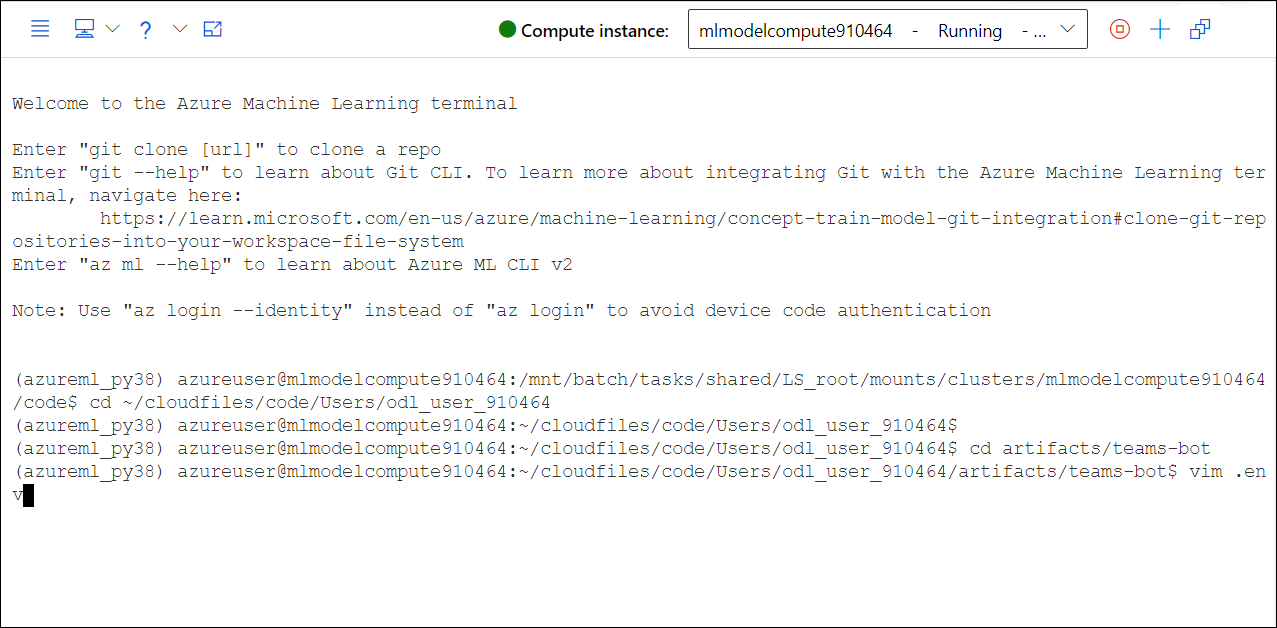 ?
Compute instance: mlmodelcompute910464 - Running - ...
Welcome to the Azure Machine Learning terminal
Enter "git clone [url]" to clone a repo
Enter "git --help" to learn about Git CLI. To learn more about integrating Git with the Azure Machine Learning ter
minal, navigate here:
https://learn.microsoft.com/en-us/azure/machine-learning/concept-train-model-git-integration#clone-git-rep
ositories-into-your-workspace-file-system
Enter "az ml --help" to learn about Azure ML CLI v2
Note: Use "az login --identity" instead of "az login" to avoid device code authentication
(azureml_py38) azureuser@mlmodelcompute910464:/mnt/batch/tasks/shared/LS_root/mounts/clusters/mlmodelcompute910464
/code$ cd ~/cloudfiles/code/Users/odl_user_910464
(azureml_py38) azureuser@mlmodelcompute910464:~/cloudfiles/code/Users/odl_user_910464$
(azureml_py38) azureuser@mlmodelcompute910464:~/cloudfiles/code/Users/odl_user_910464$ cd artifacts/teams-bot
(azureml_py38) azureuser@mlmodelcompute910464:~/cloudfiles/code/Users/odl_user_910464/artifacts/teams-bot$ vim .en
v